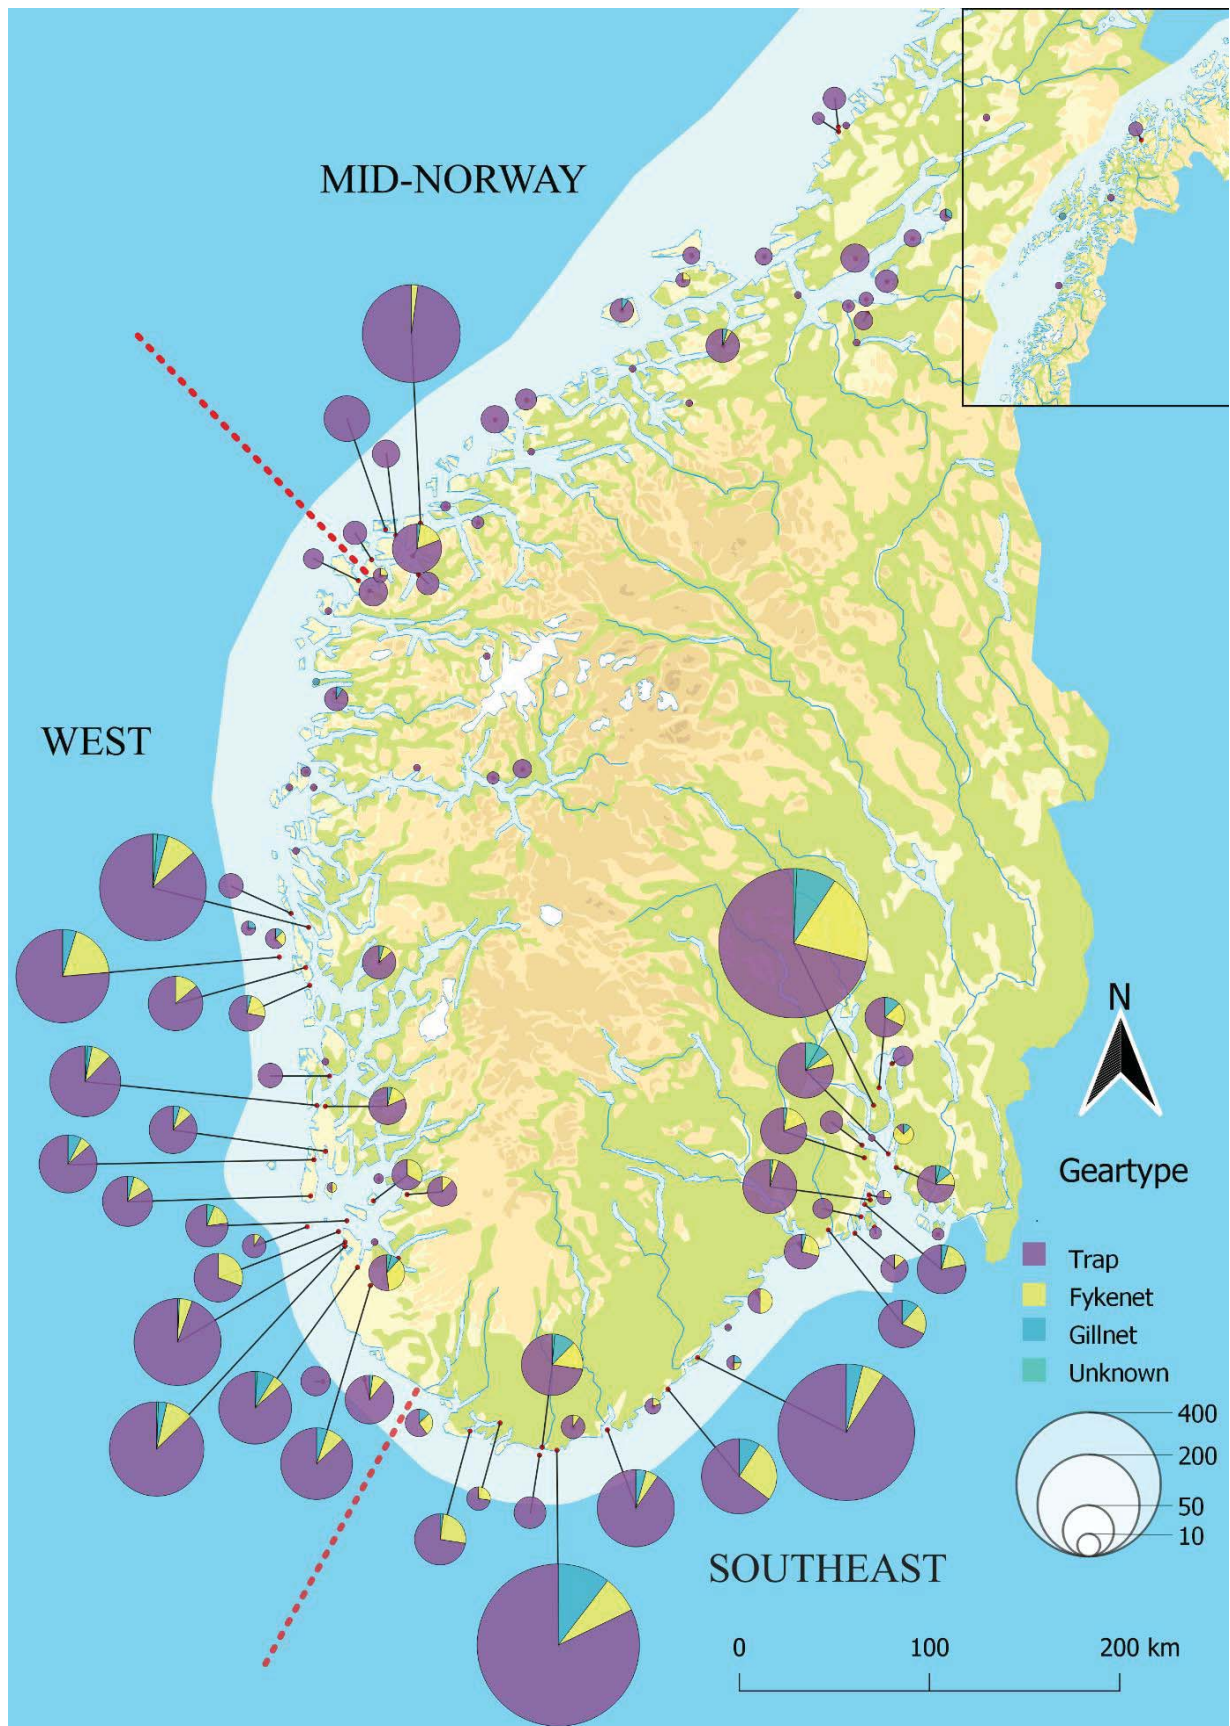 MID-NORWAY
WEST
N
Geartype
Trap
Fykenet
Gillnet
Unknown
400
200
50
10
SOUTHEAST
0 100 200 km